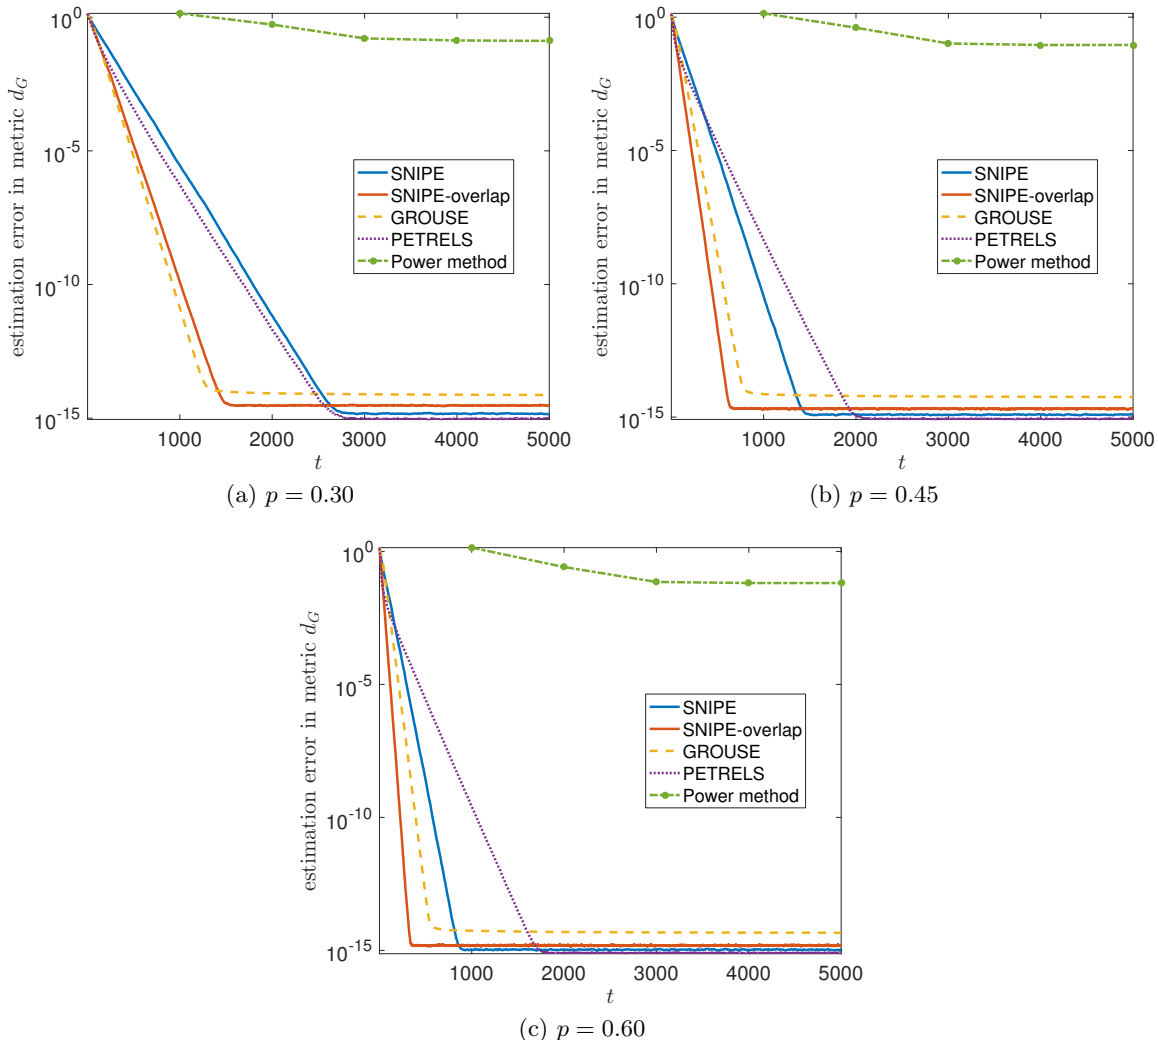 10^0
10^-5
10^-10
10^-15
estimation error in metric d_G
1000 2000 3000 4000 5000
t
SNIPE
SNIPE-overlap
GROUSE
PETRELS
Power method
(a) p = 0.30
10^0
10^-5
10^-10
10^-15
estimation error in metric d_G
1000 2000 3000 4000 5000
t
SNIPE
SNIPE-overlap
GROUSE
PETRELS
Power method
(b) p = 0.45
10^0
10^-5
10^-10
10^-15
estimation error in metric d_G
1000 2000 3000 4000 5000
t
SNIPE
SNIPE-overlap
GROUSE
PETRELS
Power method
(c) p = 0.60